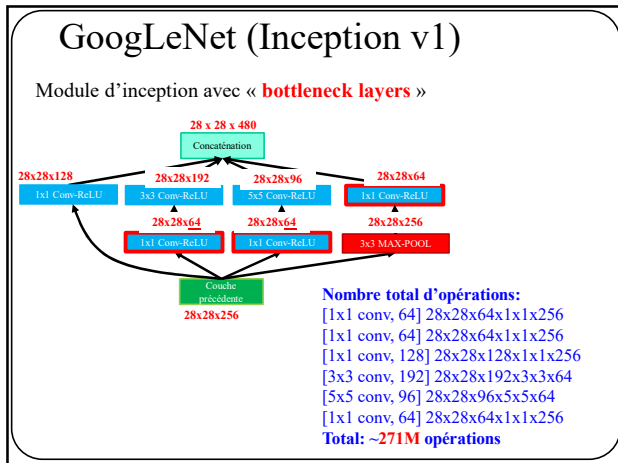 GoogLeNet (Inception v1)
Module d’inception avec « bottleneck layers »
28 x 28 x 480
Concaténation
28x28x128
28x28x192
28x28x96
28x28x64
1x1 Conv-ReLU
3x3 Conv-ReLU
5x5 Conv-ReLU
1x1 Conv-ReLU
28x28x64
28x28x64
28x28x256
1x1 Conv-ReLU
1x1 Conv-ReLU
3x3 MAX-POOL
Couche
précédente
28x28x256
Nombre total d’opérations:
[1x1 conv, 64] 28x28x64x1x1x256
[1x1 conv, 64] 28x28x64x1x1x256
[1x1 conv, 128] 28x28x128x1x1x256
[3x3 conv, 192] 28x28x192x3x3x64
[5x5 conv, 96] 28x28x96x5x5x64
[1x1 conv, 64] 28x28x64x1x1x256
Total: ~271M opérations